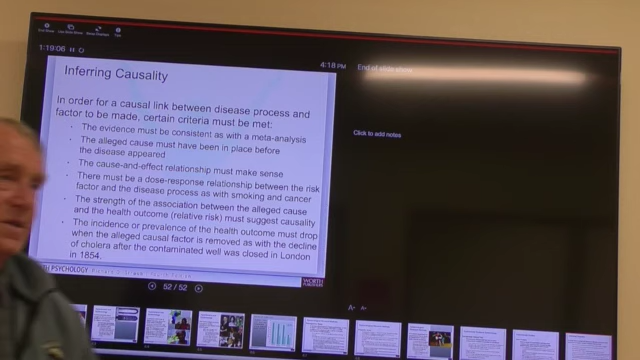 1:19:06
4:18 PM
End of slide show
Inferring Causality
In order for a causal link between disease process and
factor to be made, certain criteria must be met:
· The evidence must be consistent as with a meta-analysis
· The alleged cause must have been in place before
the disease appeared
· The cause-and-effect relationship must make sense
· There must be a dose-response relationship between the risk
factor and the disease process as with smoking and cancer
· The strength of the association between the alleged cause
and the health outcome (relative risk) must suggest causality
· The incidence or prevalence of the health outcome must drop
when the alleged causal factor is removed as with the decline
of cholera after the contaminated well was closed in London
in 1854.
Click to add notes
PSYCHOLOGY
WORTH
52 / 52